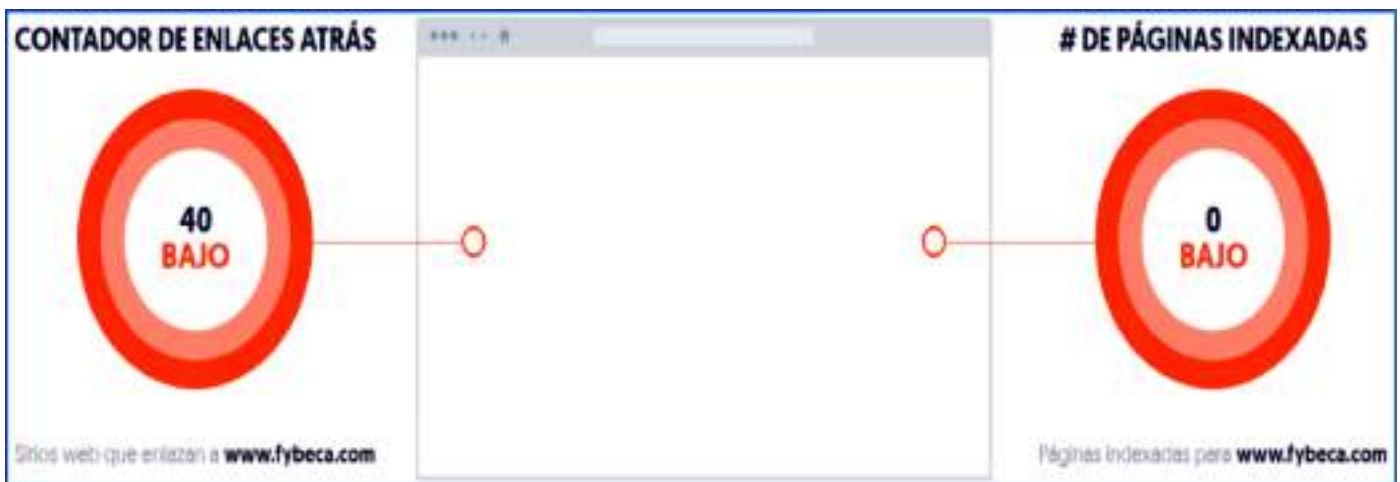 CONTADOR DE ENLACES ATRÁS
# DE PÁGINAS INDEXADAS
40
BAJO
0
BAJO
Sitios web que enlazan a www.fybeca.com
Páginas indexadas para www.fybeca.com